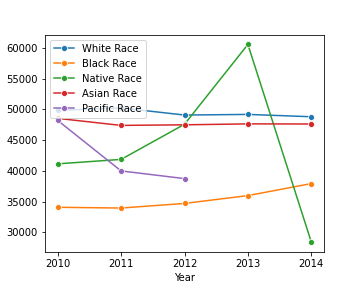 60000
55000
50000
45000
40000
35000
30000
White Race
Black Race
Native Race
Asian Race
Pacific Race
2010 2011 2012 2013 2014
Year